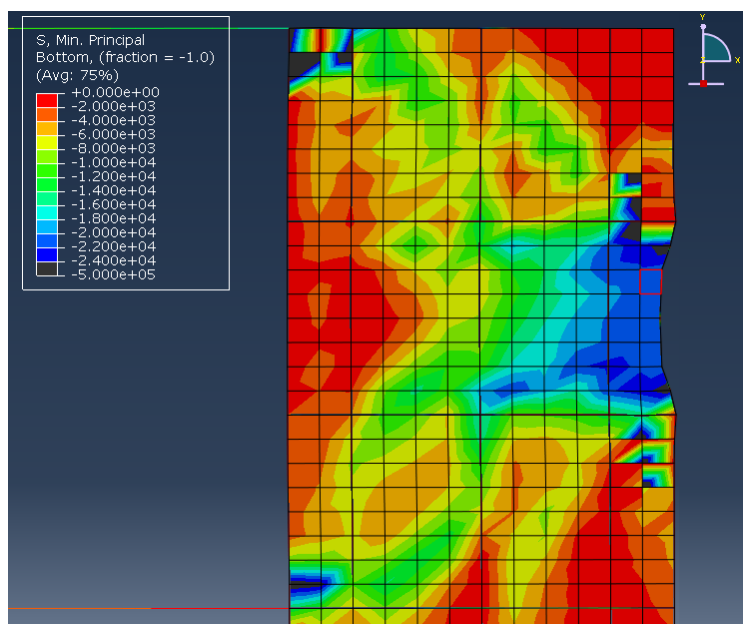 S, Min. Principal
Bottom, (fraction = -1.0)
(Avg: 75%)
+0.000e+00
-2.000e+03
-4.000e+03
-6.000e+03
-8.000e+03
-1.000e+04
-1.200e+04
-1.400e+04
-1.600e+04
-1.800e+04
-2.000e+04
-2.200e+04
-2.400e+04
-5.000e+05
Y
Z
X